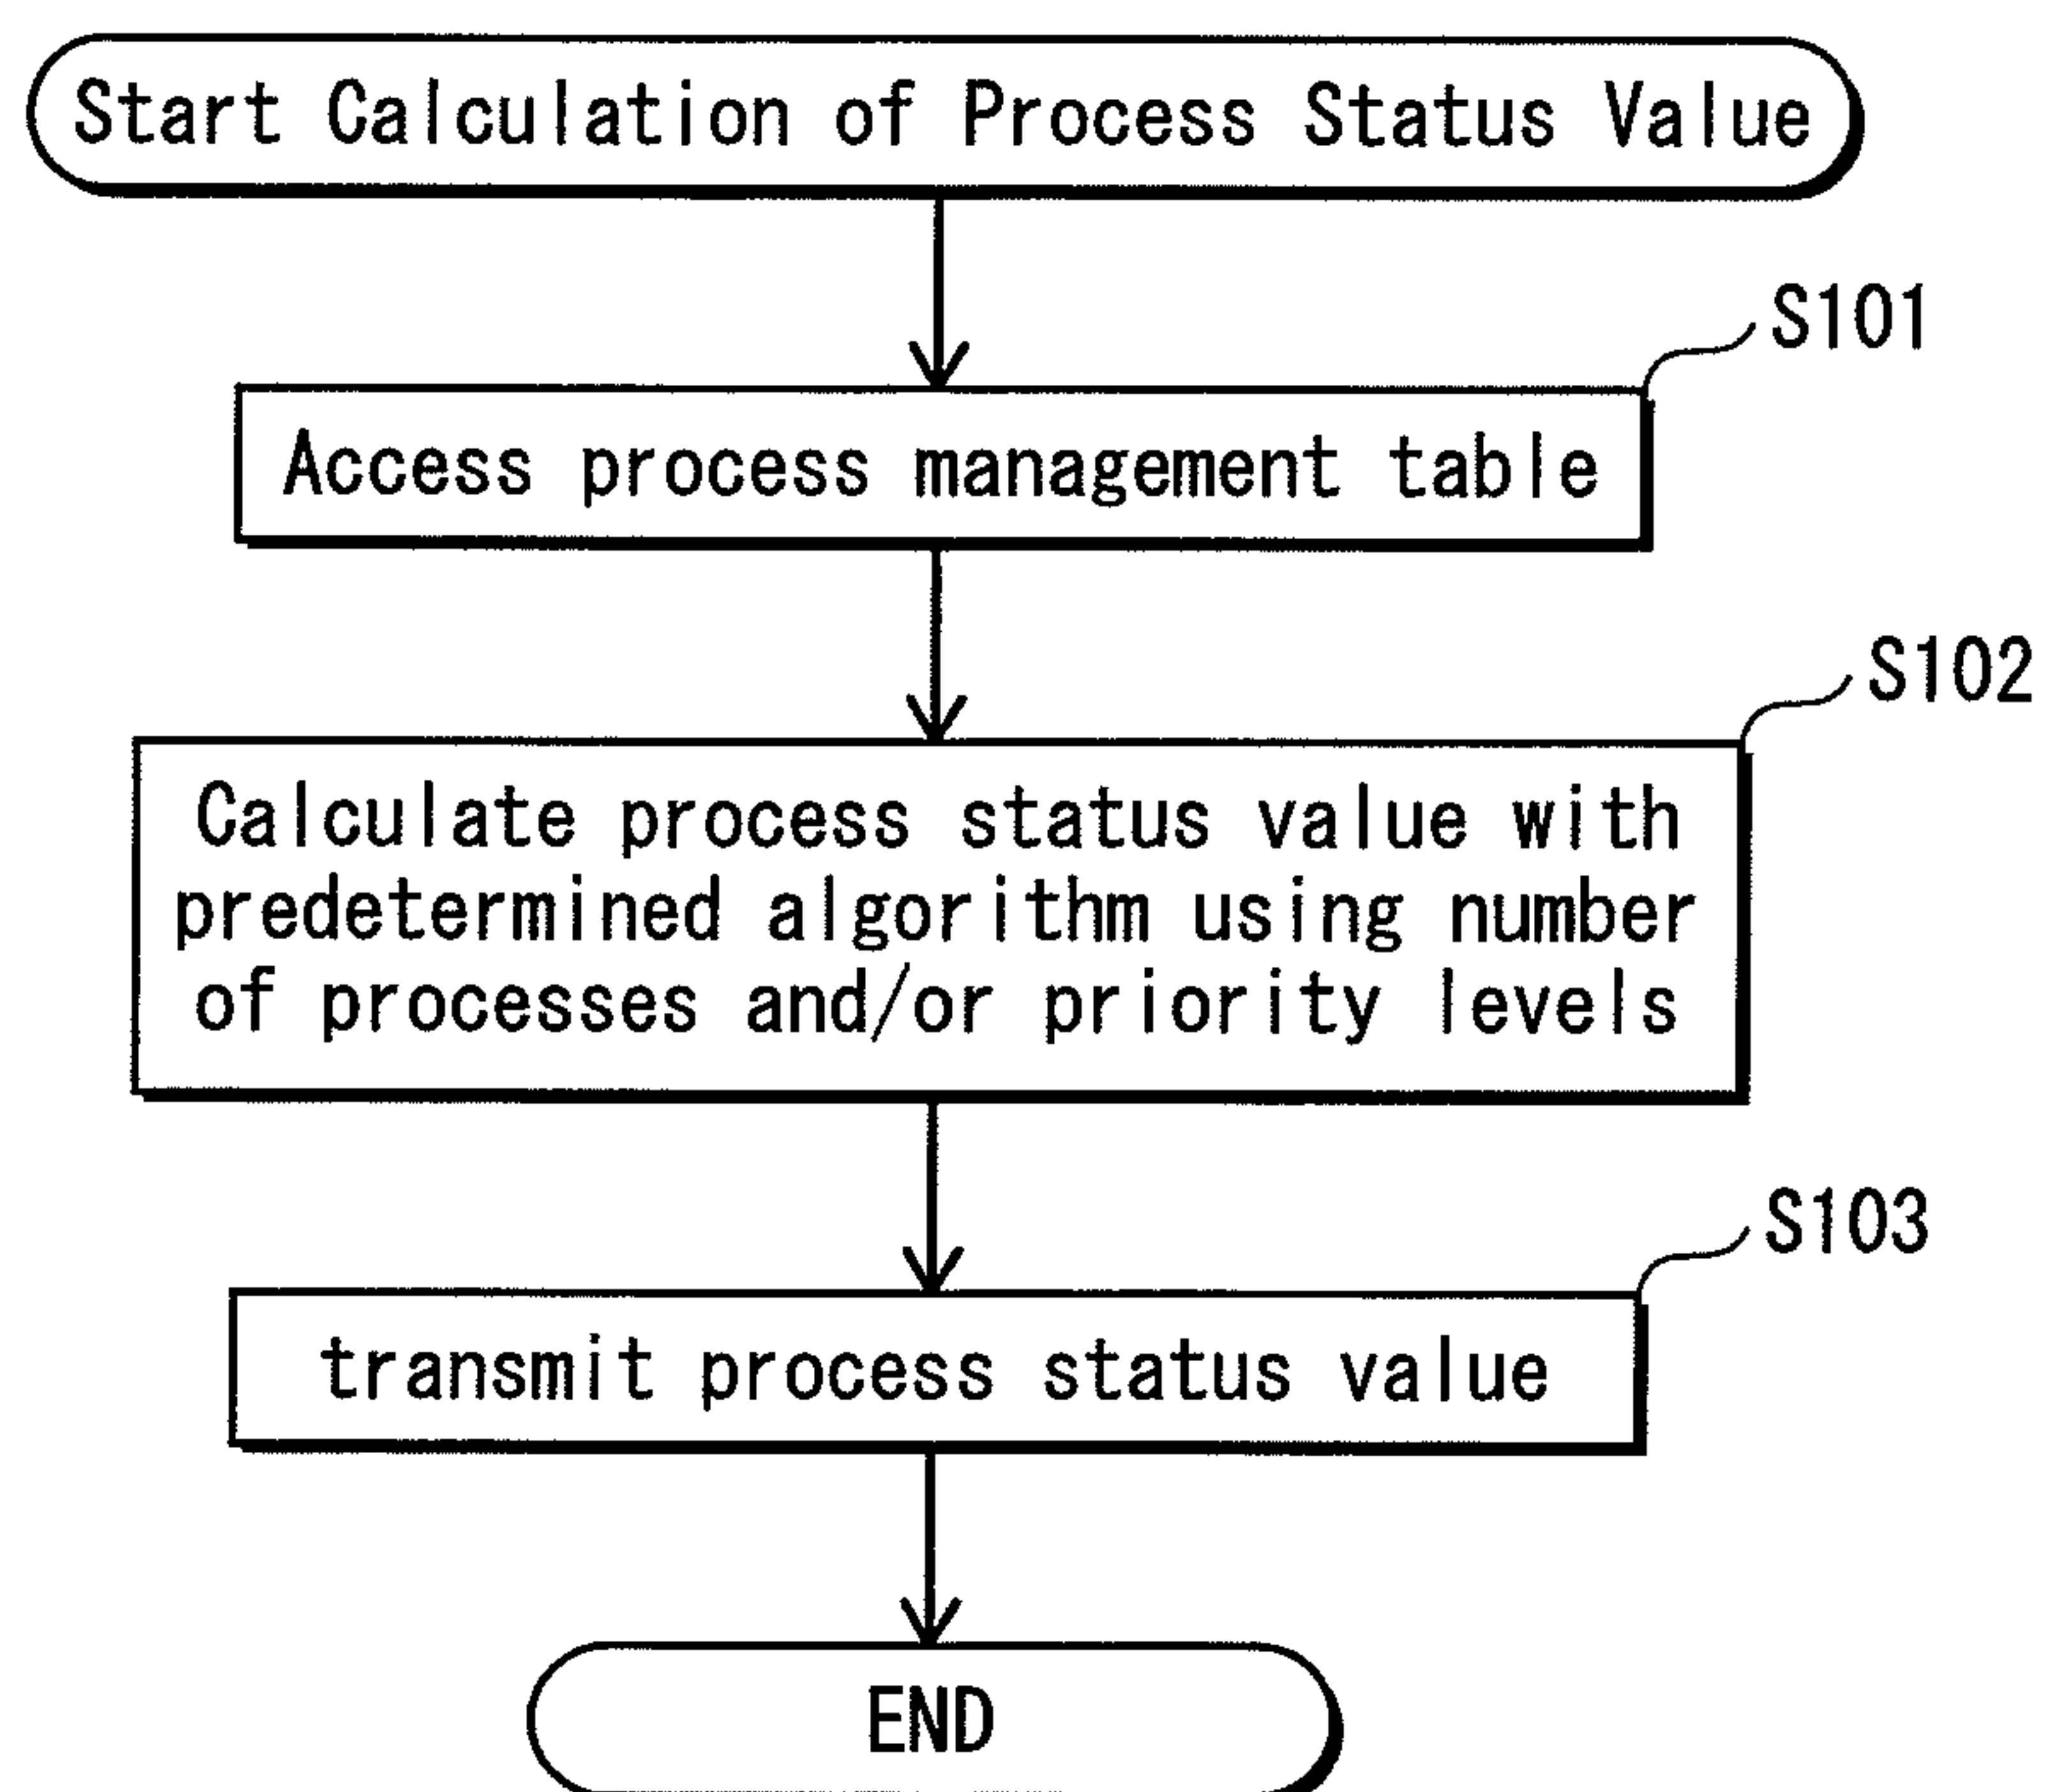 Start Calculation of Process Status Value
S101
Access process management table
S102
Calculate process status value with
predetermined algorithm using number
of processes and/or priority levels
S103
transmit process status value
END